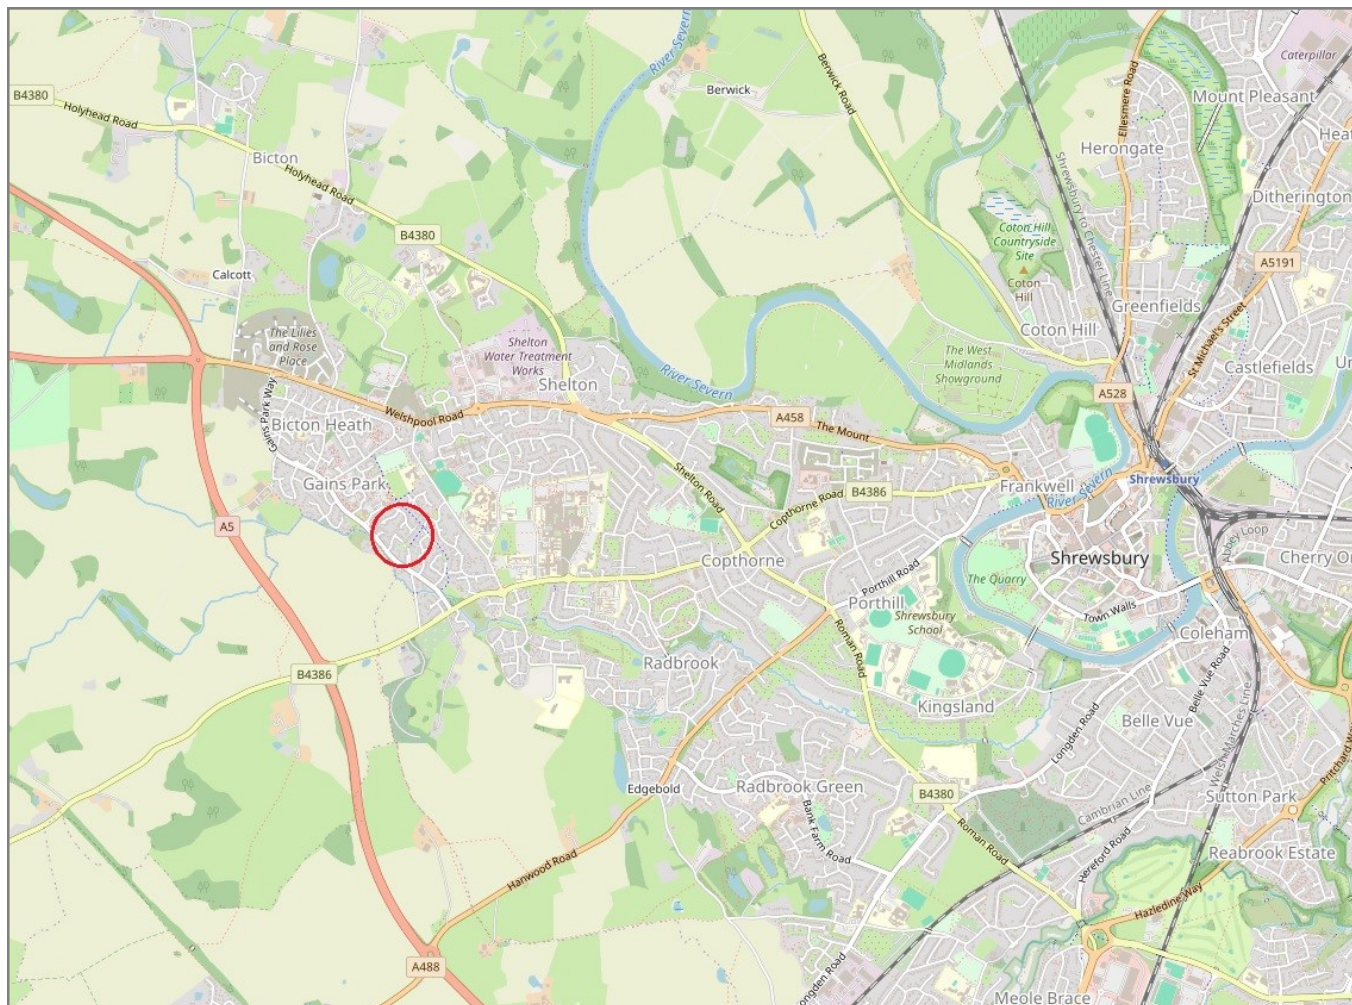 River Severn
Berwick Road
Ellesmere Road
Caterpillar
B4380
Holyhead Road
Berwick
Mount Pleasant
Herongate
Bicton
Holyhead Road
Shrewsbury to Chester Line
Ditherington
B4380
Coton Hill
Countryside
Site
A5191
Calcott
Coton
Hill
Greenfields
The Lilies
and Rose
Place
Shelton
Water Treatment
Works
Coton Hill
St Michael's Street
The West
Midlands
Showground
Castlefields
River Severn
Shelton
A528
Gains Park Way
Welshpool Road
A458
The Mount
Bicton Heath
Shelton Road
Gains Park
Copthorne Road
B4386
Frankwell
River Severn
Shrewsbury
A5
Abbey Loop
Copthorne
Shrewsbury
Cherry Or
Porthill Road
The Quarry
Porthill
Shrewsbury
School
Town Walls
Coleham
Roman Road
Radbrook
B4386
Belle Vue Road
Kingsland
Longden Road
Belle Vue
Welsh Marches Line
Pritchard Wa
Edgebold
Radbrook Green
B4380
Cambrian Line
Sutton Park
Bank Farm Road
Roman Road
Hereford Road
Reabrook Estate
Hanwood Road
Hazledine Way
A488
Longden Road
Meole Brace